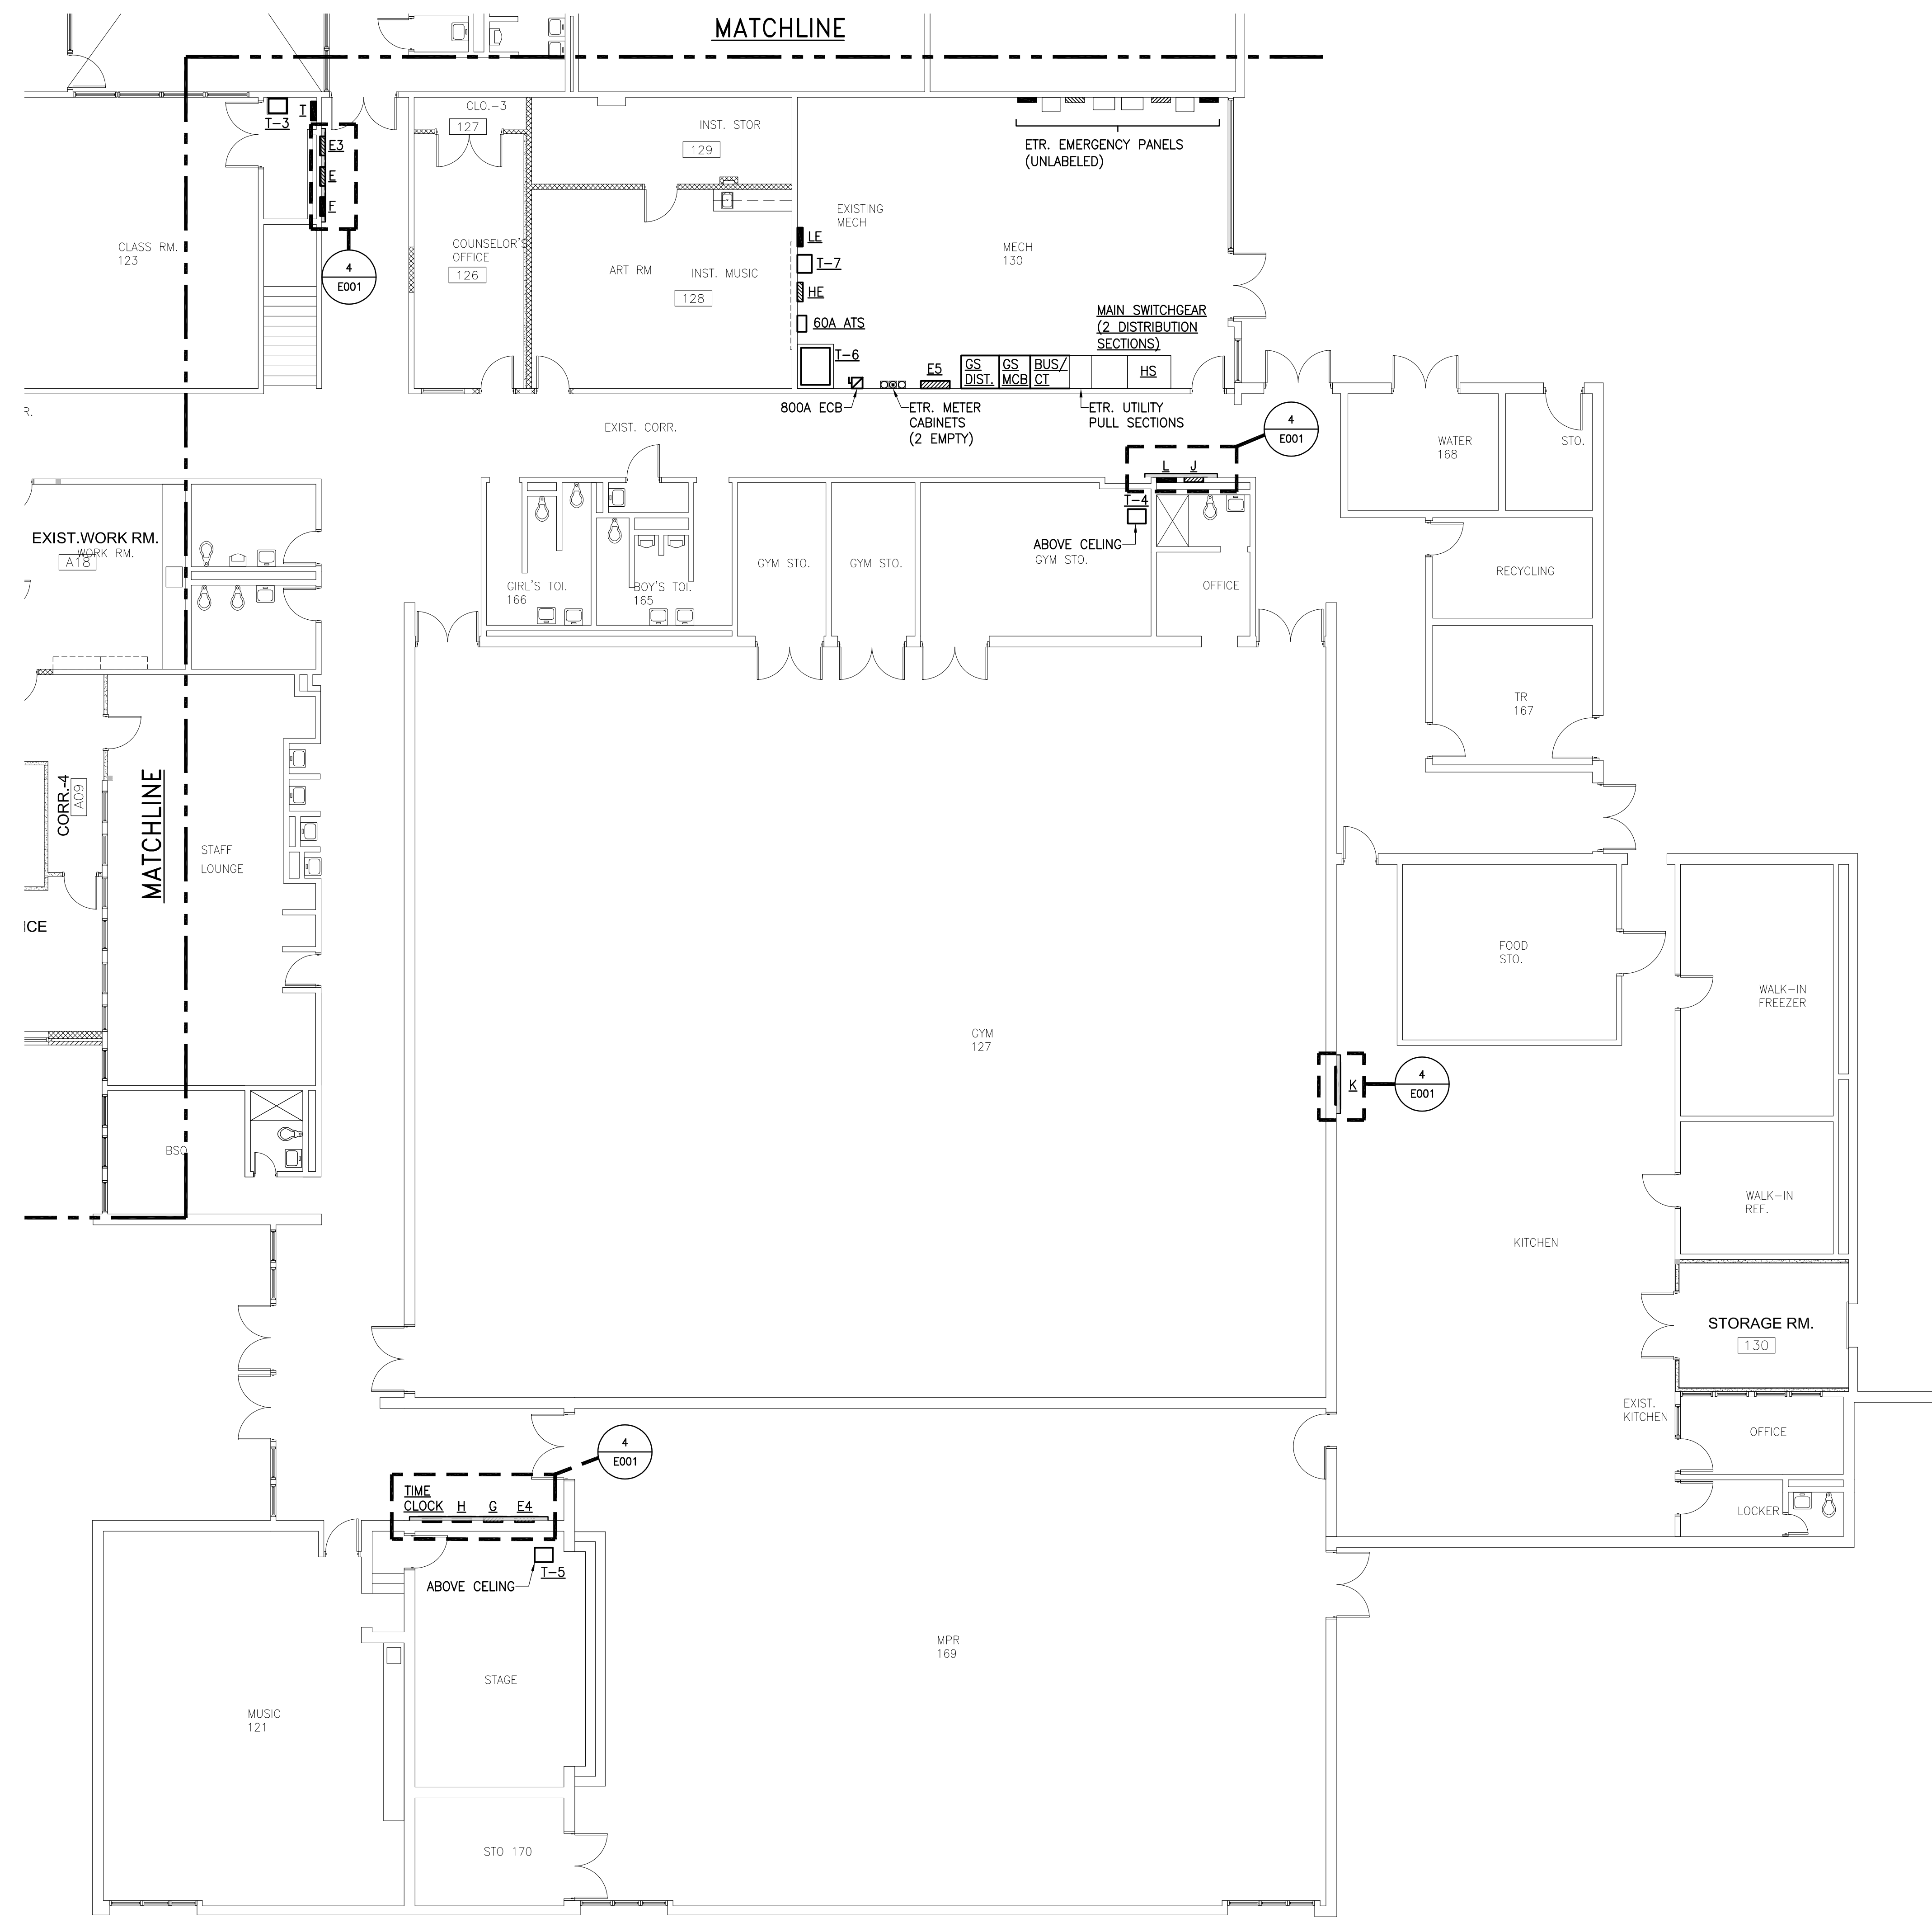 MATCHLINE
CLO.-3
127
INST. STOR
129
T-3
T
E3
E
F
4
E001
ETR. EMERGENCY PANELS
(UNLABELED)
CLASS RM.
123
COUNSELOR'S
OFFICE
126
ART RM
INST. MUSIC
128
EXISTING
MECH
LE
T-7
HE
60A ATS
T-6
MECH
130
MAIN SWITCHGEAR
(2 DISTRIBUTION
SECTIONS)
E5
GS
DIST.
GS
MCB
BUS/
CT
HS
800A ECB
ETR. METER
CABINETS
(2 EMPTY)
ETR. UTILITY
PULL SECTIONS
R.
EXIST. CORR.
4
E001
L
J
T-4
ABOVE CELING
GYM STO.
WATER
168
STO.
EXIST.WORK RM.
WORK RM.
A18
GIRL'S TOI.
166
BOY'S TOI.
165
GYM STO.
GYM STO.
OFFICE
RECYCLING
TR
167
CORR.-4
A09
MATCHLINE
STAFF
LOUNGE
ICE
FOOD
STO.
WALK-IN
FREEZER
GYM
127
K
4
E001
BSO
WALK-IN
REF.
KITCHEN
STORAGE RM.
130
EXIST.
KITCHEN
OFFICE
LOCKER
4
E001
TIME
CLOCK
H
G
E4
T-5
ABOVE CELING
MPR
169
STAGE
MUSIC
121
STO 170